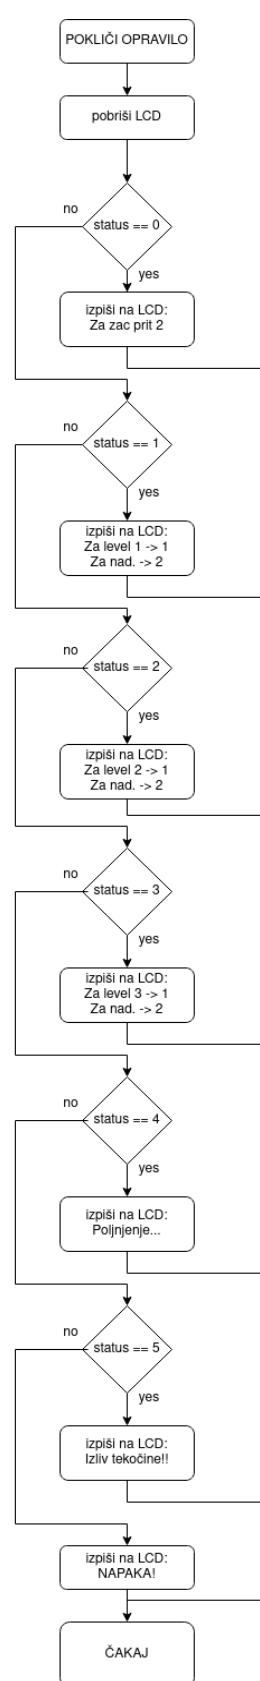 POKLIČI OPRAVILO
pobriši LCD
no
status == 0
yes
izpiši na LCD:
Za zac prit 2
no
status == 1
yes
izpiši na LCD:
Za level 1 -> 1
Za nad. -> 2
no
status == 2
yes
izpiši na LCD:
Za level 2 -> 1
Za nad. -> 2
no
status == 3
yes
izpiši na LCD:
Za level 3 -> 1
Za nad. -> 2
no
status == 4
yes
izpiši na LCD:
Poljnjenje...
no
status == 5
yes
izpiši na LCD:
Izliv tekočine!!
izpiši na LCD:
NAPAKA!
ČAKAJ